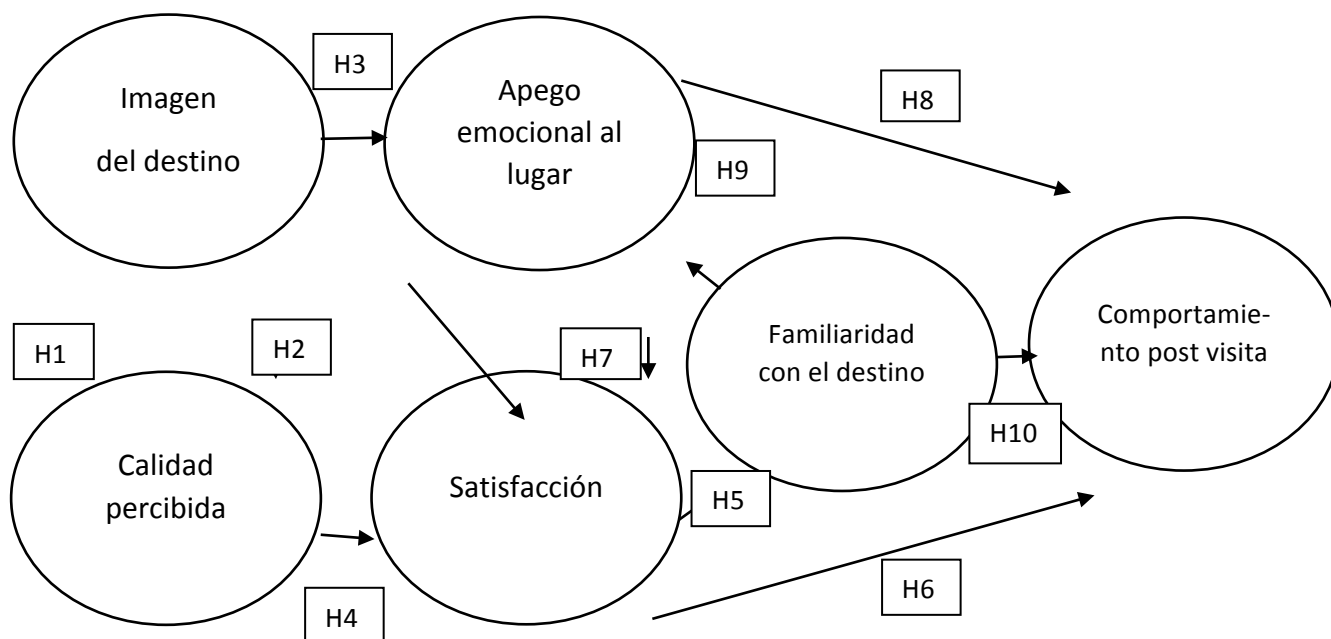 H3
Imagen
del destino
Apego
emocional al
lugar
H8
H9
H1
H2
H7
Familiaridad
con el destino
Comportamie-
nto post visita
H10
Calidad
percibida
Satisfacción
H5
H4
H6